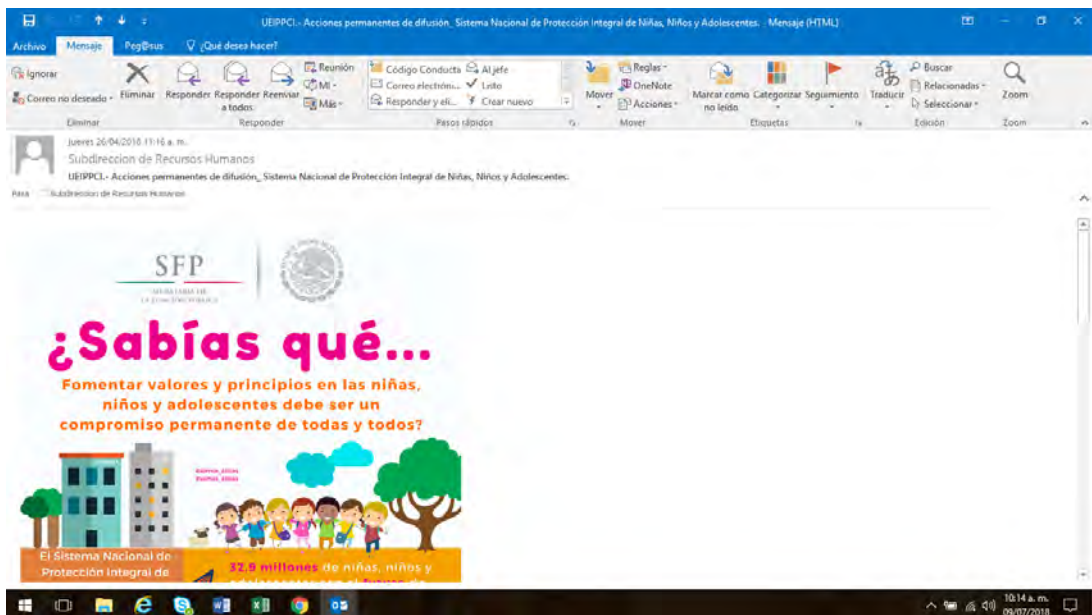 UEIPPCI.- Acciones permanentes de difusión_ Sistema Nacional de Protección Integral de Niñas, Niños y Adolescentes. - Mensaje (HTML)
Archivo Mensaje Peg@sus ¿Qué desea hacer?
Ignorar
Correo no deseado
Eliminar
Responder Responder a todos Reenviar
Reunión
MI
Más
Código Conducta Al jefe
Correo electróni... Listo
Responder y eli... Crear nuevo
Mover
Reglas
OneNote
Acciones
Marcar como no leído Categorizar Seguimiento
Traducir
Buscar
Relacionadas
Seleccionar
Zoom
Eliminar Responder Pasos rápidos Mover Etiquetas Edición Zoom
jueves 26/04/2018 11:16 a. m.
Subdireccion de Recursos Humanos
UEIPPCI.- Acciones permanentes de difusión_ Sistema Nacional de Protección Integral de Niñas, Niños y Adolescentes.
Para Subdireccion de Recursos Humanos
SFP
SECRETARÍA DE
LA FUNCIÓN PÚBLICA
¿Sabías qué...
Fomentar valores y principios en las niñas,
niños y adolescentes debe ser un
compromiso permanente de todas y todos?
El Sistema Nacional de
Protección Integral de
32.9 millones de niñas, niños y
10:14 a. m.
09/07/2018